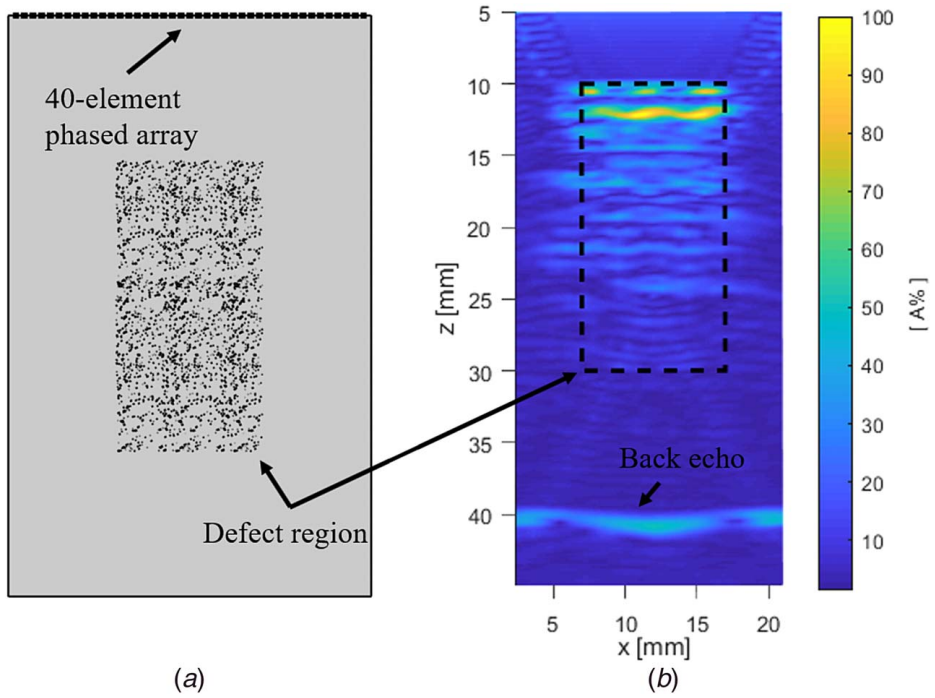 40-element
phased array
Defect region
(a)
5
10
15
20
25
30
35
40
z [mm]
Back echo
5 10 15 20
x [mm]
(b)
100
90
80
70
60
50
40
30
20
10
[ A% ]